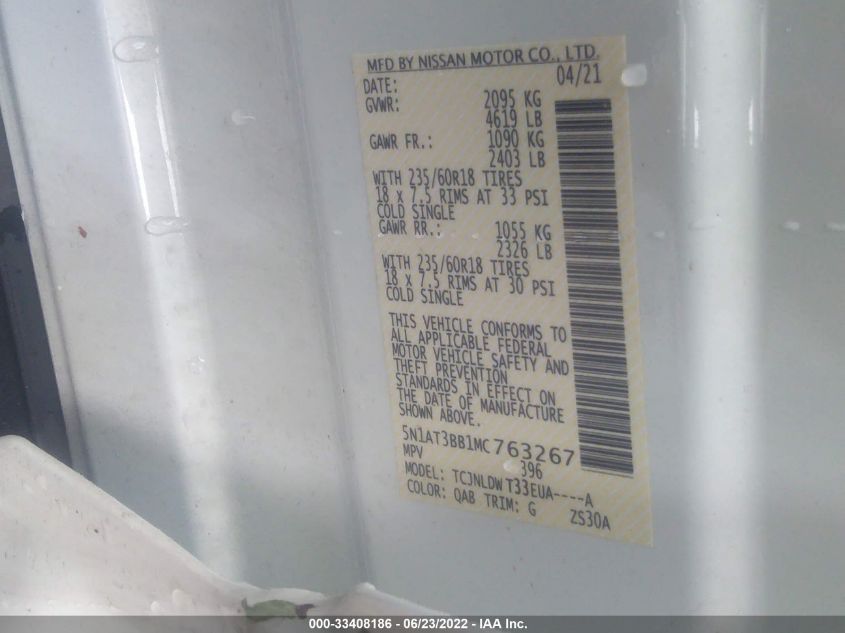 MFD BY NISSAN MOTOR CO., LTD.
DATE: 04/21
GVWR: 2095 KG
4619 LB
GAWR FR.: 1090 KG
2403 LB
WITH 235/60R18 TIRES
18 X 7.5 RIMS AT 33 PSI
COLD SINGLE
GAWR RR.: 1055 KG
2326 LB
WITH 235/60R18 TIRES
18 X 7.5 RIMS AT 30 PSI
COLD SINGLE
THIS VEHICLE CONFORMS TO
ALL APPLICABLE FEDERAL
MOTOR VEHICLE SAFETY AND
THEFT PREVENTION
STANDARDS IN EFFECT ON
THE DATE OF MANUFACTURE
SHOWN ABOVE.
5N1AT3BB1MC763267
MPV 396
MODEL: TCJNLDWT33EUA----A
COLOR: QAB TRIM: G ZS30A
000-33408186 - 06/23/2022 - IAA Inc.